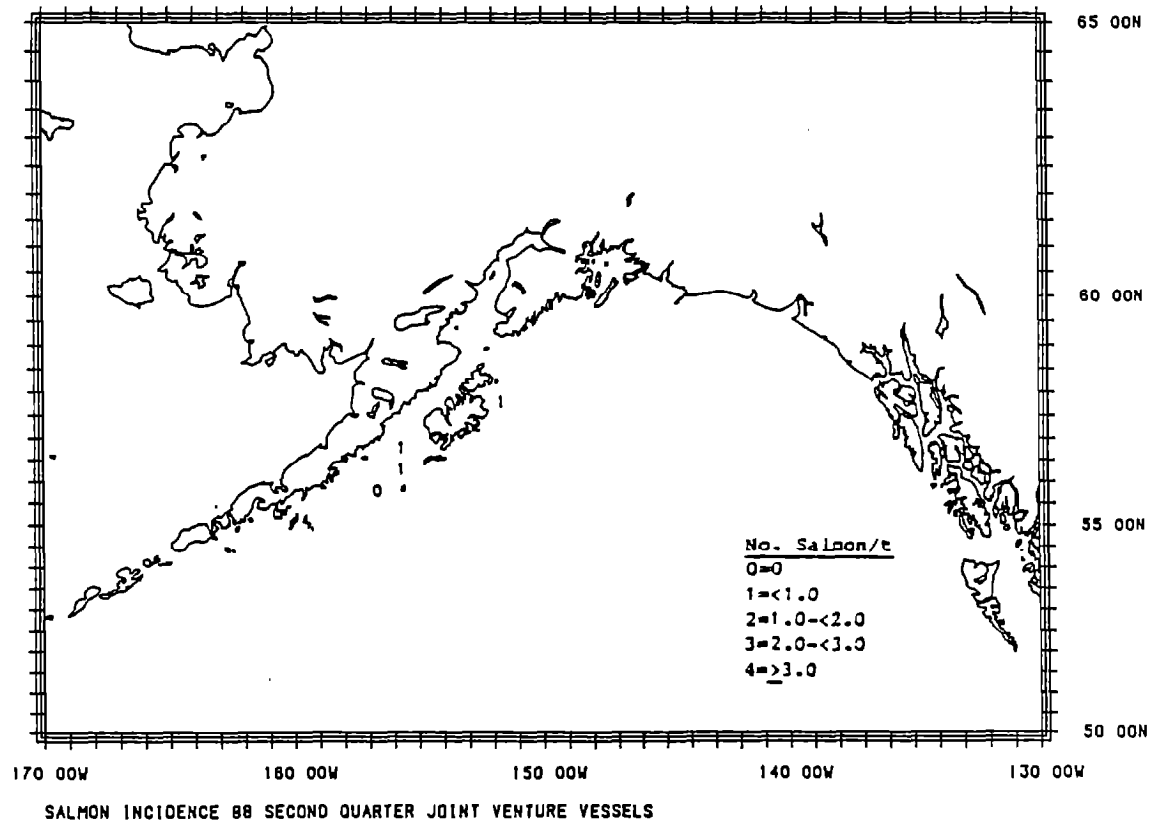 65 00N
60 00N
1
1
1
0
55 00N
No. Salmon/t
0=0
1=<1.0
2=1.0-<2.0
3=2.0-<3.0
4=≥3.0
50 00N
170 00W 180 00W 150 00W 140 00W 130 00W
SALMON INCIDENCE 88 SECOND QUARTER JOINT VENTURE VESSELS